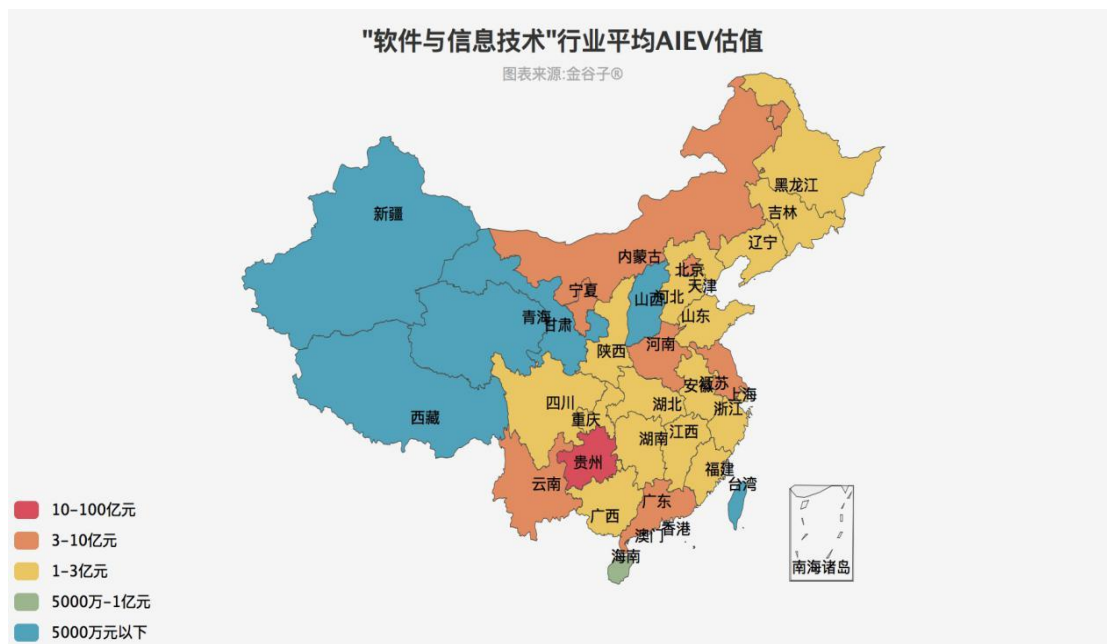 "软件与信息技术"行业平均AIEV估值
图表来源:金谷子®
黑龙江
吉林
新疆
辽宁
内蒙古
北京
天津
宁夏
山西
河北
青海
甘肃
山东
陕西
河南
安徽
江苏
上海
四川
湖北
浙江
西藏
重庆
湖南
江西
贵州
福建
云南
台湾
广西
广东
香港
澳门
海南
南海诸岛
10-100亿元
3-10亿元
1-3亿元
5000万-1亿元
5000万元以下